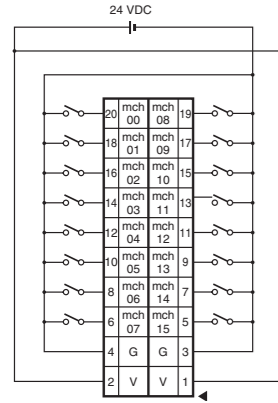 24 VDC
20 mch 00 mch 08 19
18 mch 01 mch 09 17
16 mch 02 mch 10 15
14 mch 03 mch 11 13
12 mch 04 mch 12 11
10 mch 05 mch 13 9
8 mch 06 mch 14 7
6 mch 07 mch 15 5
4 G G 3
2 V V 1